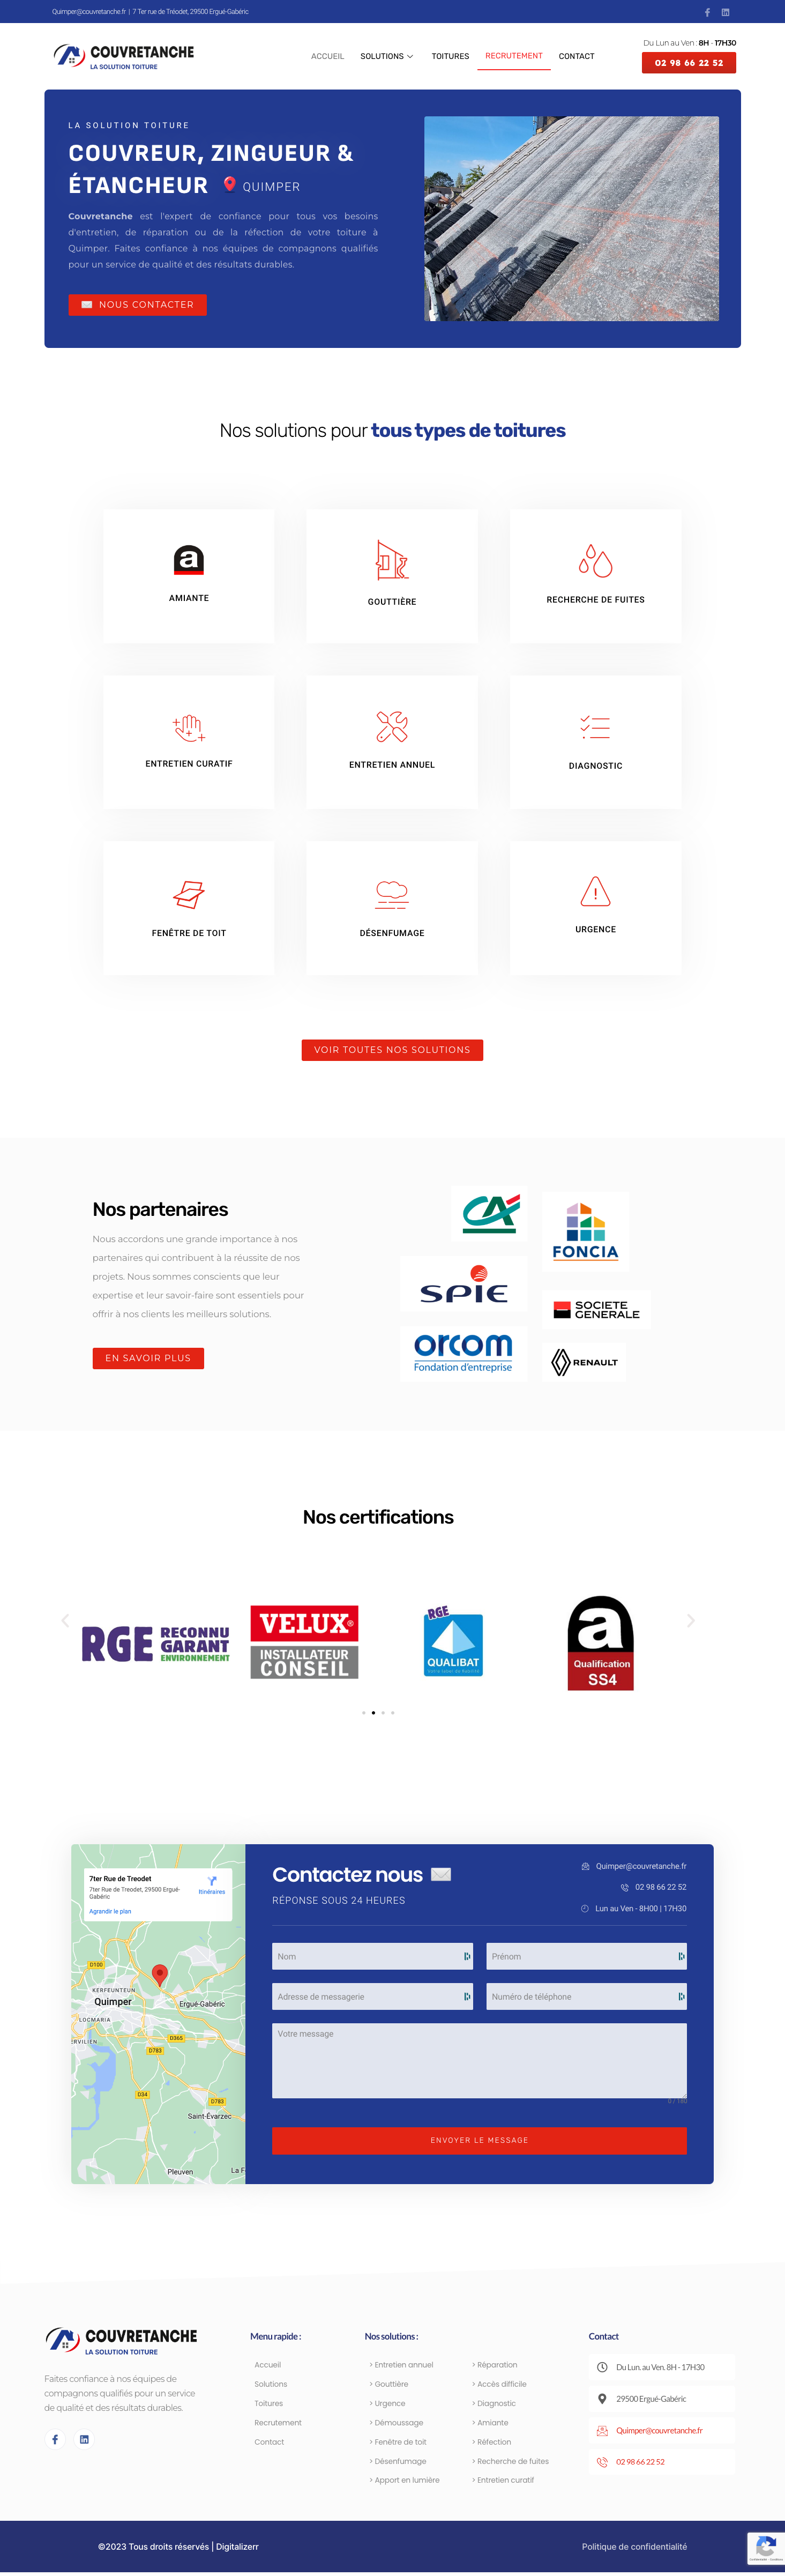 Quimper@couvretanche.fr | 7 Ter rue de Tréodet, 29500 Ergué-Gabéric
COUVRETANCHE
LA SOLUTION TOITURE
ACCUEIL
SOLUTIONS
TOITURES
RECRUTEMENT
CONTACT
Du Lun au Ven : 8H - 17H30
02 98 66 22 52
LA SOLUTION TOITURE
COUVREUR, ZINGUEUR &
ÉTANCHEUR 📍 QUIMPER
Couvretanche est l'expert de confiance pour tous vos besoins
d'entretien, de réparation ou de la réfection de votre toiture à
Quimper. Faites confiance à nos équipes de compagnons qualifiés
pour un service de qualité et des résultats durables.
NOUS CONTACTER
Nos solutions pour tous types de toitures
a
AMIANTE
GOUTTIÈRE
RECHERCHE DE FUITES
ENTRETIEN CURATIF
ENTRETIEN ANNUEL
DIAGNOSTIC
FENÊTRE DE TOIT
DÉSENFUMAGE
URGENCE
VOIR TOUTES NOS SOLUTIONS
Nos partenaires
Nous accordons une grande importance à nos
partenaires qui contribuent à la réussite de nos
projets. Nous sommes conscients que leur
expertise et leur savoir-faire sont essentiels pour
offrir à nos clients les meilleurs solutions.
EN SAVOIR PLUS
CA
FONCIA
SPIE
SOCIETE
GENERALE
orcom
Fondation d'entreprise
RENAULT
Nos certifications
RGE RECONNU
GARANT
ENVIRONNEMENT
VELUX®
INSTALLATEUR
CONSEIL
RGE
QUALIBAT
a
Qualification
SS4
7ter Rue de Treodet
7ter Rue de Treodet, 29500 Ergué-
Gabéric
Itinéraires
Agrandir le plan
D100
KERFEUNTEUN
Quimper
Ergué-Gabéric
LOCMARIA
D365
ERVILIEN
D783
D34
D783
Saint-Évarzec
Pleuven
La F
Contactez nous
RÉPONSE SOUS 24 HEURES
Quimper@couvretanche.fr
02 98 66 22 52
Lun au Ven - 8H00 | 17H30
Nom
Prénom
Adresse de messagerie
Numéro de téléphone
Votre message
0 / 180
ENVOYER LE MESSAGE
COUVRETANCHE
LA SOLUTION TOITURE
Faites confiance à nos équipes de
compagnons qualifiés pour un service
de qualité et des résultats durables.
Menu rapide :
Accueil
Solutions
Toitures
Recrutement
Contact
Nos solutions :
> Entretien annuel
> Gouttière
> Urgence
> Démoussage
> Fenêtre de toit
> Désenfumage
> Apport en lumière
> Réparation
> Accès difficile
> Diagnostic
> Amiante
> Réfection
> Recherche de fuites
> Entretien curatif
Contact
Du Lun. au Ven. 8H - 17H30
29500 Ergué-Gabéric
Quimper@couvretanche.fr
02 98 66 22 52
©2023 Tous droits réservés | Digitalizerr
Politique de confidentialité